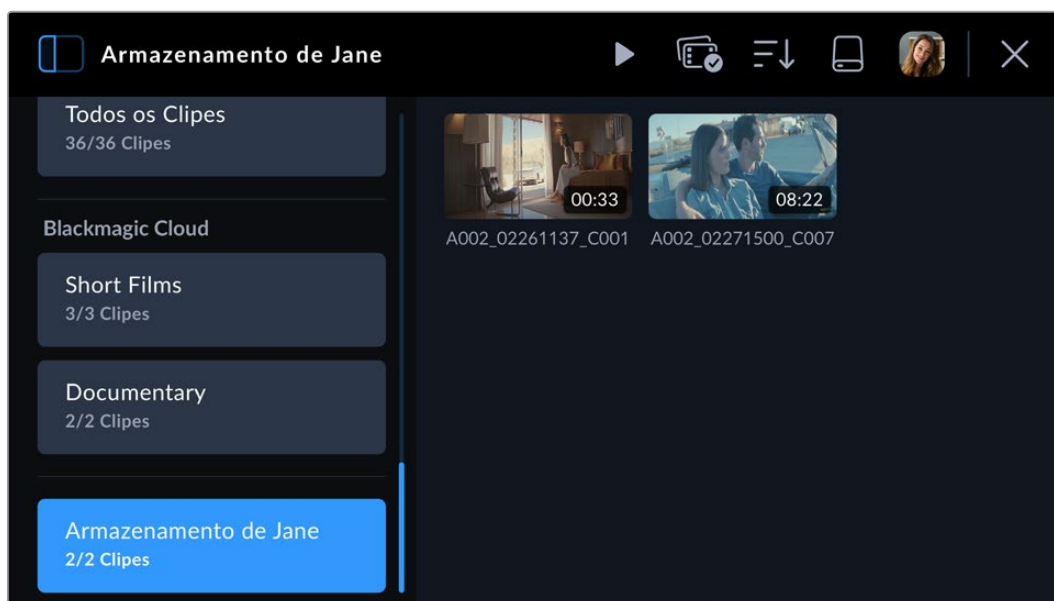 Armazenamento de Jane
Todos os Clipes
36/36 Clipes
Blackmagic Cloud
Short Films
3/3 Clipes
Documentary
2/2 Clipes
Armazenamento de Jane
2/2 Clipes
00:33
08:22
A002_02261137_C001
A002_02271500_C007